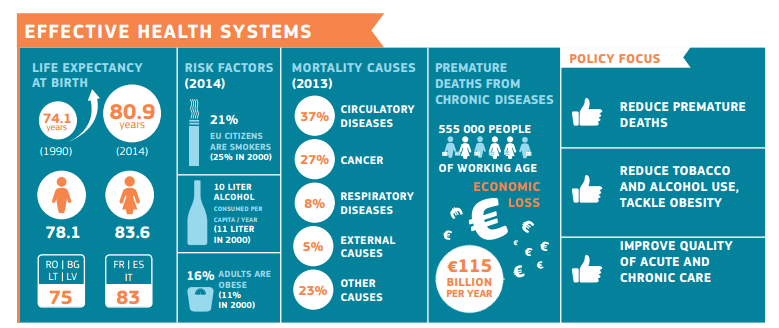 EFFECTIVE HEALTH SYSTEMS
LIFE EXPECTANCY
AT BIRTH
74.1
years
(1990)
80.9
years
(2014)
78.1
83.6
RO | BG
LT | LV
75
FR | ES
IT
83
RISK FACTORS
(2014)
21%
EU CITIZENS
ARE SMOKERS
(25% IN 2000)
10 LITER
ALCOHOL
CONSUMED PER
CAPITA / YEAR
(11 LITER
IN 2000)
16% ADULTS ARE
OBESE
(11%
IN 2000)
MORTALITY CAUSES
(2013)
37% CIRCULATORY
DISEASES
27% CANCER
8% RESPIRATORY
DISEASES
5% EXTERNAL
CAUSES
23% OTHER
CAUSES
PREMATURE
DEATHS FROM
CHRONIC DISEASES
555 000 PEOPLE
OF WORKING AGE
ECONOMIC
LOSS
€115
BILLION
PER YEAR
POLICY FOCUS
REDUCE PREMATURE
DEATHS
REDUCE TOBACCO
AND ALCOHOL USE,
TACKLE OBESITY
IMPROVE QUALITY
OF ACUTE AND
CHRONIC CARE